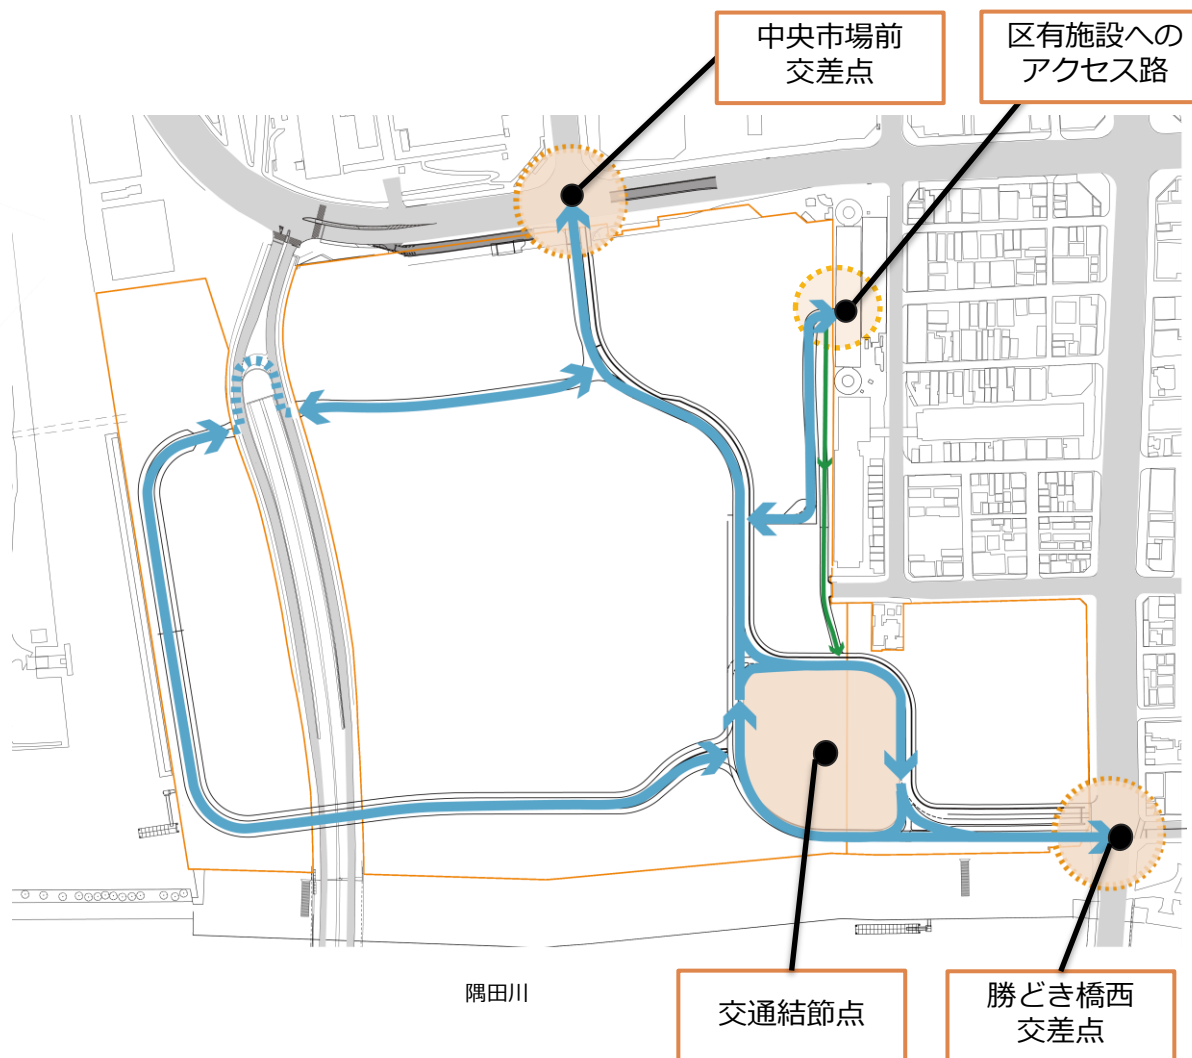 中央市場前
交差点
区有施設への
アクセス路
隅田川
交通結節点
勝どき橋西
交差点